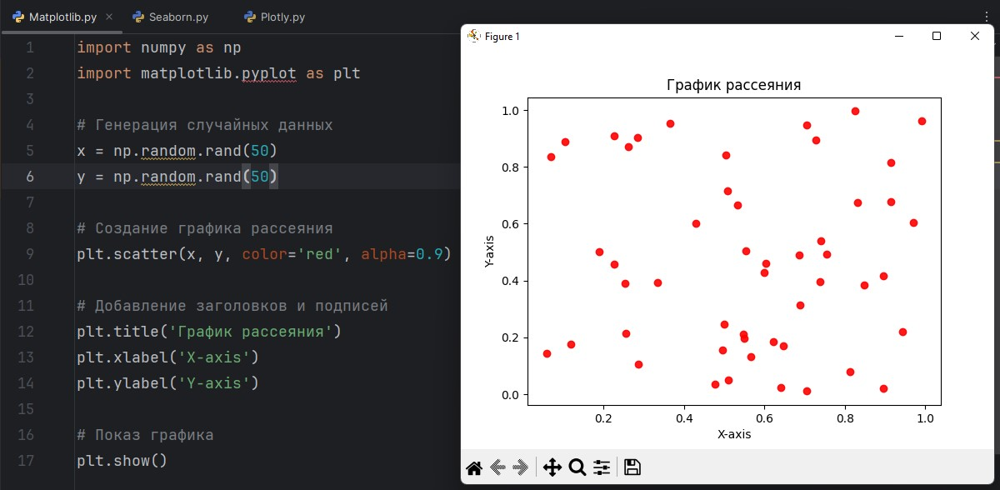 Matplotlib.py
Seaborn.py
Plotly.py
1 import numpy as np
2 import matplotlib.pyplot as plt
3
4 # Генерация случайных данных
5 x = np.random.rand(50)
6 y = np.random.rand(50)
7
8 # Создание графика рассеяния
9 plt.scatter(x, y, color='red', alpha=0.9)
10
11 # Добавление заголовков и подписей
12 plt.title('График рассеяния')
13 plt.xlabel('X-axis')
14 plt.ylabel('Y-axis')
15
16 # Показ графика
17 plt.show()
Figure 1
График рассеяния
1.0
0.8
0.6
0.4
0.2
0.0
Y-axis
0.2 0.4 0.6 0.8 1.0
X-axis